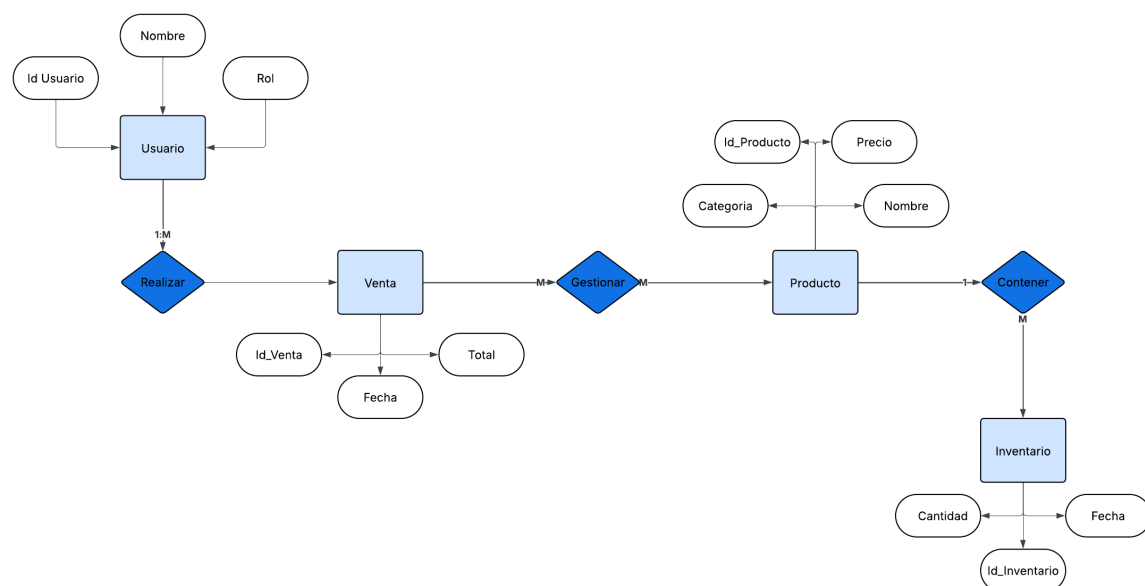 Nombre
Id Usuario
Rol
Usuario
1:M
Realizar
Venta
M
Gestionar
M
Id_Venta
Total
Fecha
Id_Producto
Precio
Categoria
Nombre
Producto
1
Contener
M
Inventario
Cantidad
Fecha
Id_Inventario